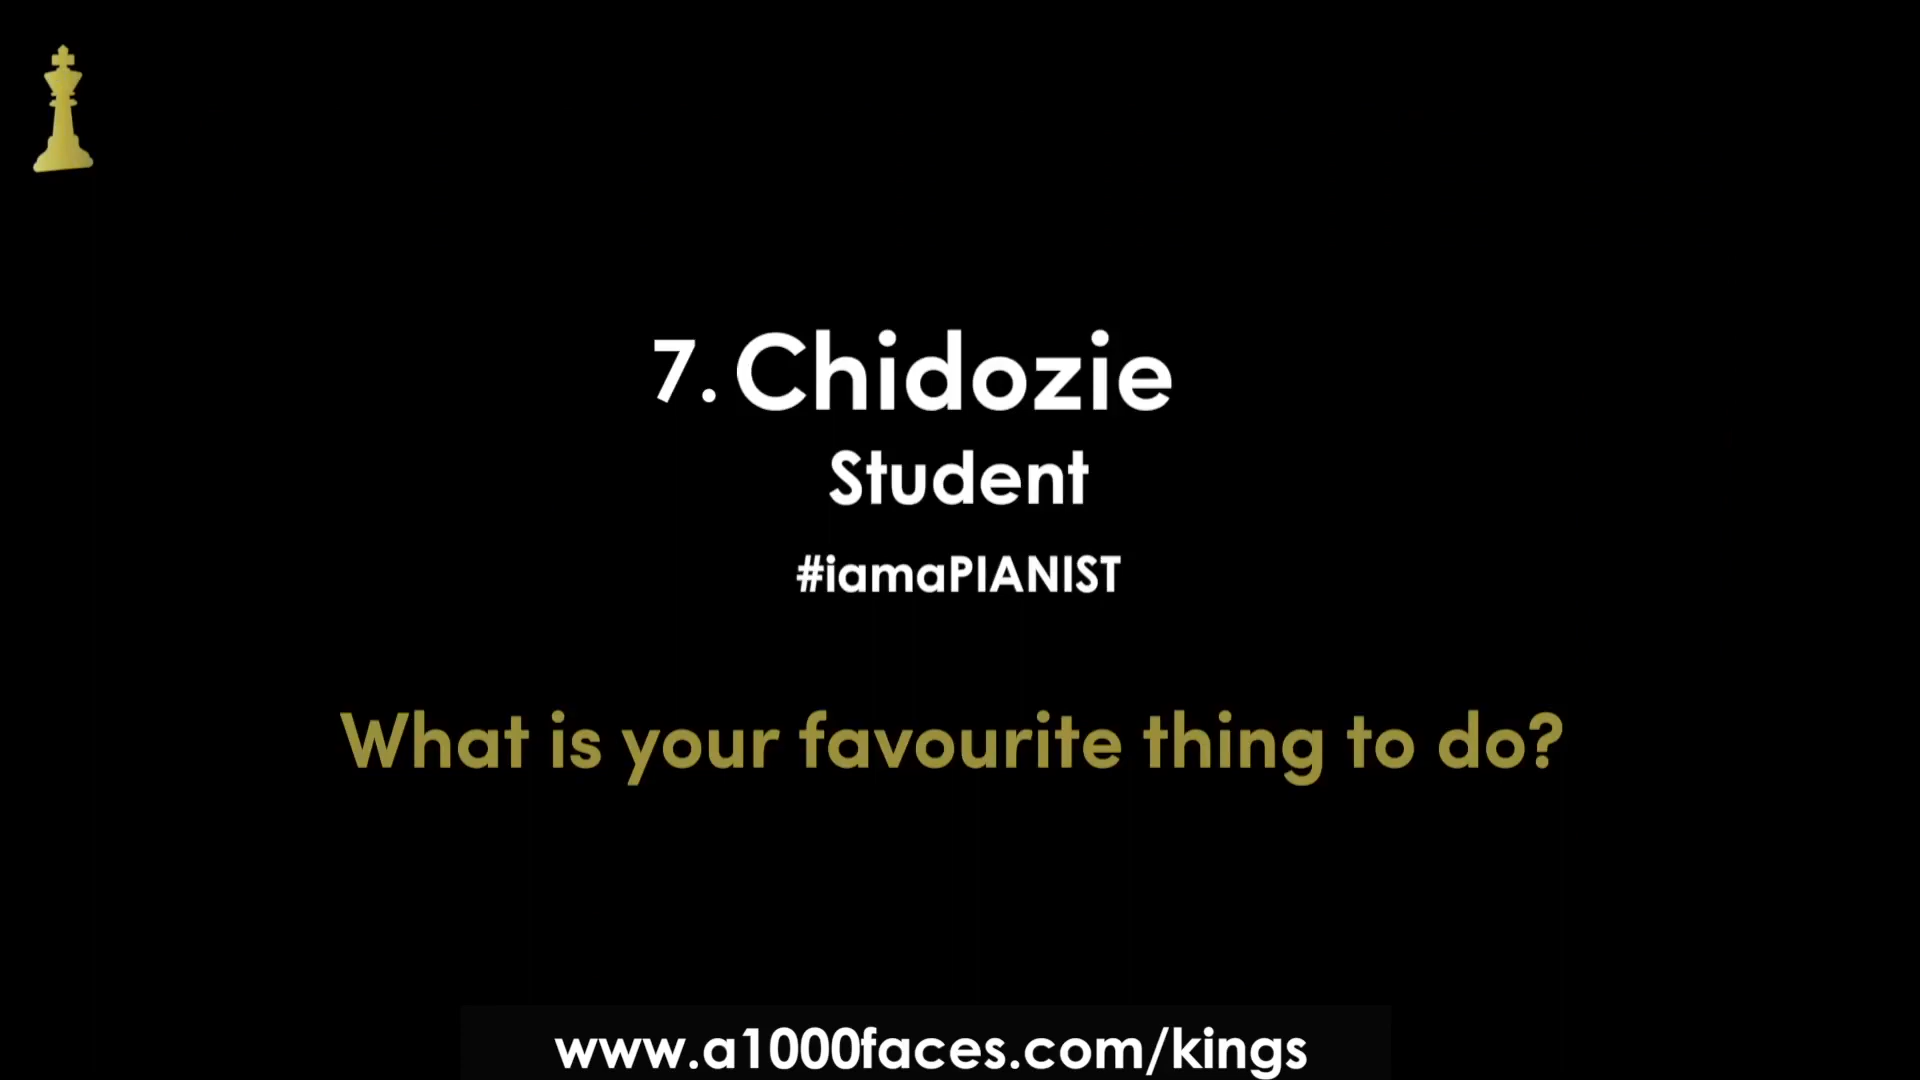 7. Chidozie
Student
#iamaPIANIST
What is your favourite thing to do?
www.a1000faces.com/kings